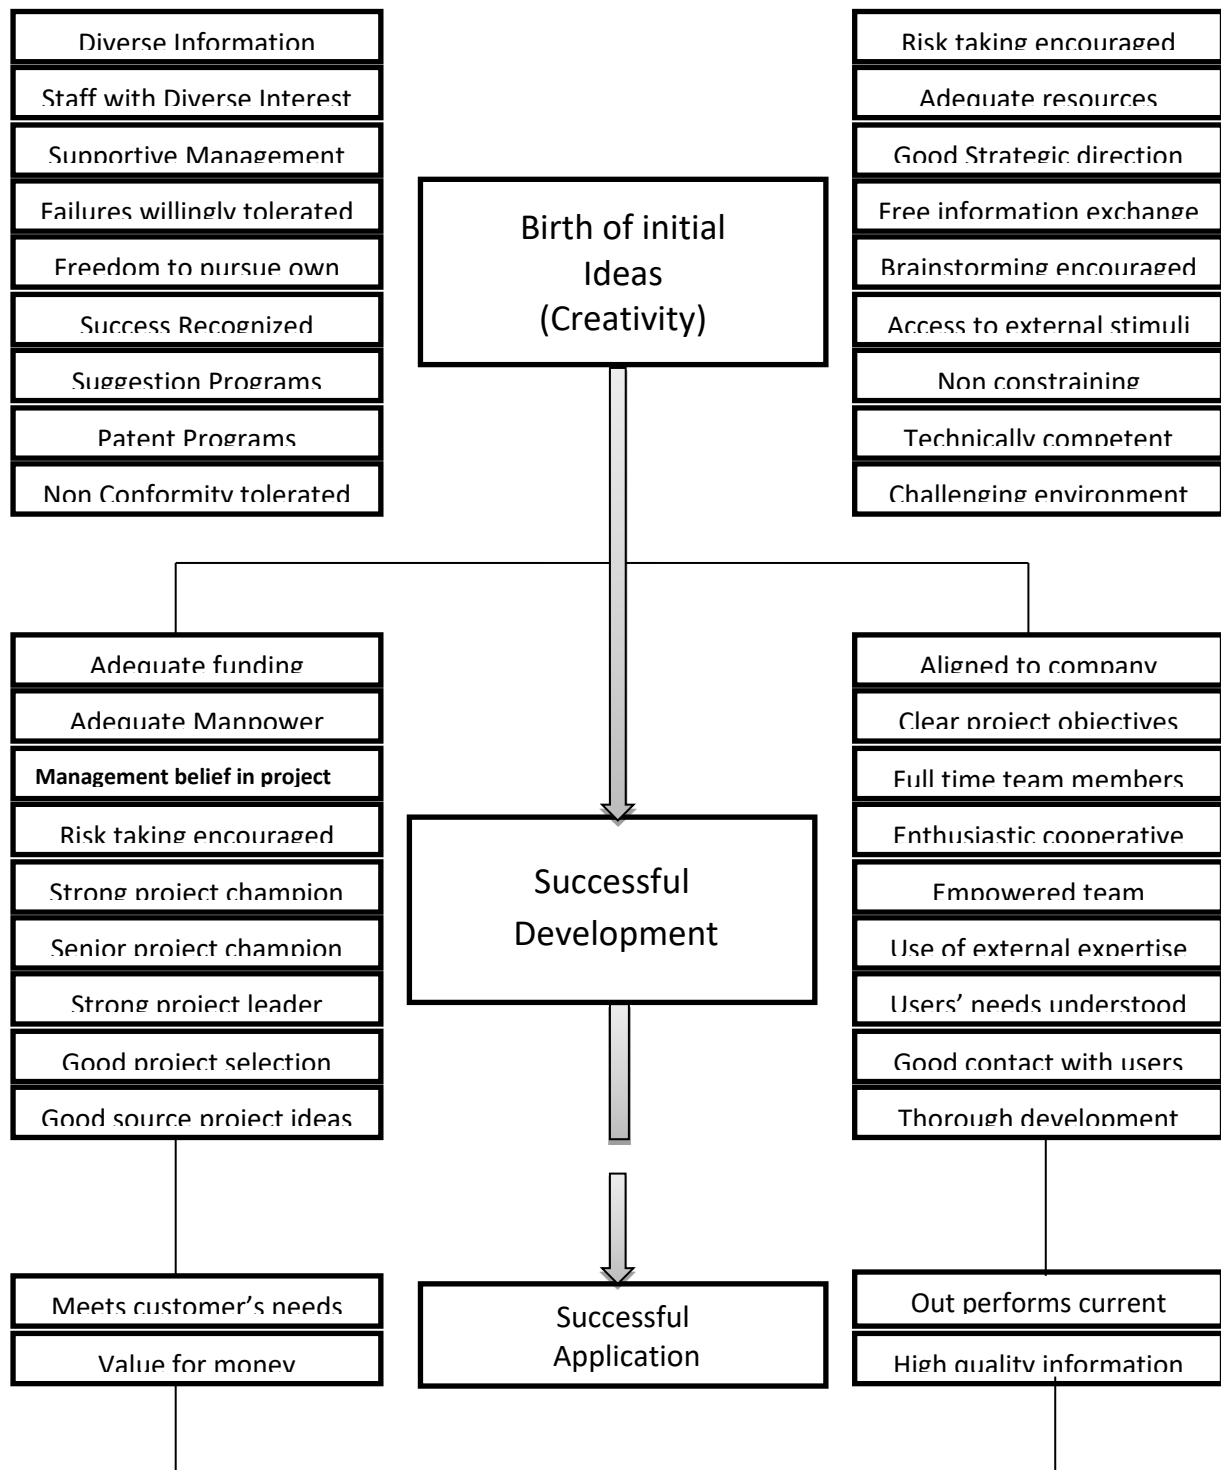 Diverse Information
Staff with Diverse Interest
Supportive Management
Failures willingly tolerated
Freedom to pursue own
Success Recognized
Suggestion Programs
Patent Programs
Non Conformity tolerated
Birth of initial
Ideas
(Creativity)
Risk taking encouraged
Adequate resources
Good Strategic direction
Free information exchange
Brainstorming encouraged
Access to external stimuli
Non constraining
Technically competent
Challenging environment
Adequate funding
Adequate Manpower
Management belief in project
Risk taking encouraged
Strong project champion
Senior project champion
Strong project leader
Good project selection
Good source project ideas
Successful
Development
Aligned to company
Clear project objectives
Full time team members
Enthusiastic cooperative
Empowered team
Use of external expertise
Users’ needs understood
Good contact with users
Thorough development
Meets customer’s needs
Value for money
Successful
Application
Out performs current
High quality information